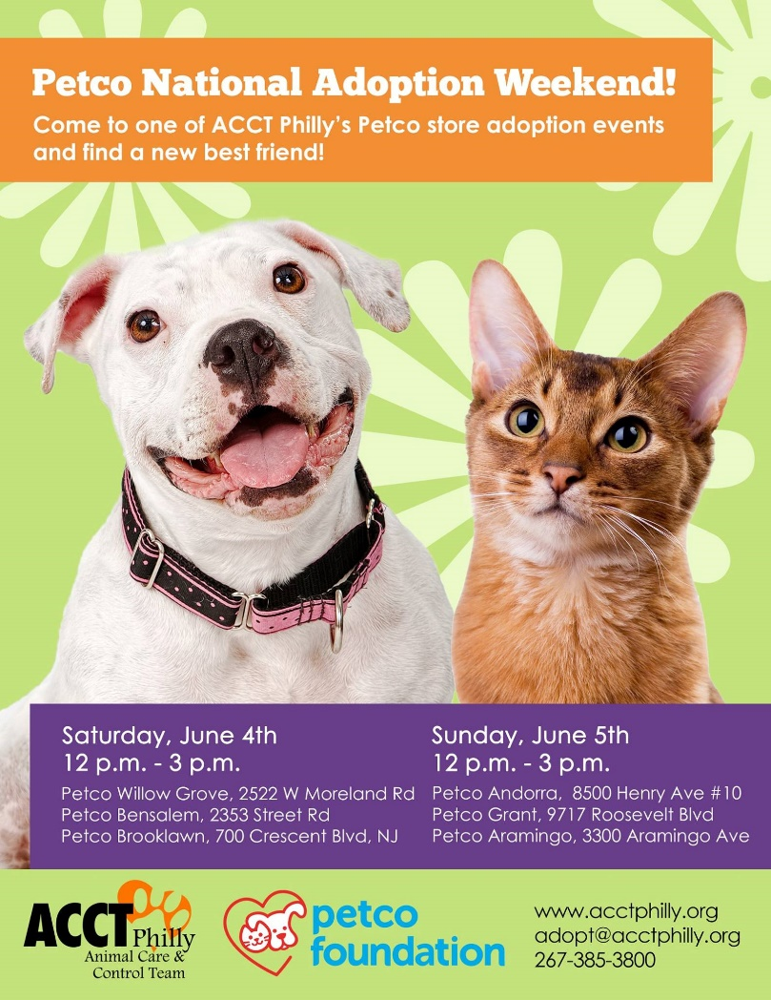 Petco National Adoption Weekend!
Come to one of ACCT Philly's Petco store adoption events
and find a new best friend!
Saturday, June 4th
12 p.m. - 3 p.m.
Petco Willow Grove, 2522 W Moreland Rd
Petco Bensalem, 2353 Street Rd
Petco Brooklawn, 700 Crescent Blvd, NJ
Sunday, June 5th
12 p.m. - 3 p.m.
Petco Andorra,  8500 Henry Ave #10
Petco Grant, 9717 Roosevelt Blvd
Petco Aramingo, 3300 Aramingo Ave
ACCT Philly
Animal Care &
Control Team
petco
foundation
www.acctphilly.org
adopt@acctphilly.org
267-385-3800